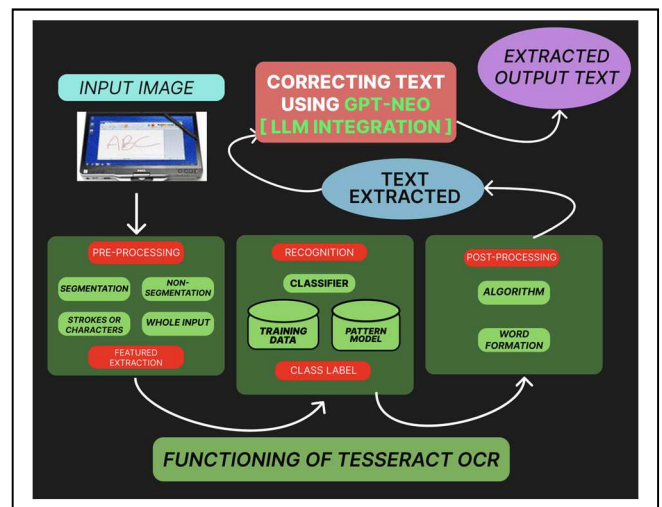 INPUT IMAGE
ABC
CORRECTING TEXT
USING GPT-NEO
[ LLM INTEGRATION ]
EXTRACTED
OUTPUT TEXT
TEXT
EXTRACTED
PRE-PROCESSING
SEGMENTATION
NON-
SEGMENTATION
STROKES OR
CHARACTERS
WHOLE INPUT
FEATURED
EXTRACTION
RECOGNITION
CLASSIFIER
TRAINING
DATA
PATTERN
MODEL
CLASS LABEL
POST-PROCESSING
ALGORITHM
WORD
FORMATION
FUNCTIONING OF TESSERACT OCR